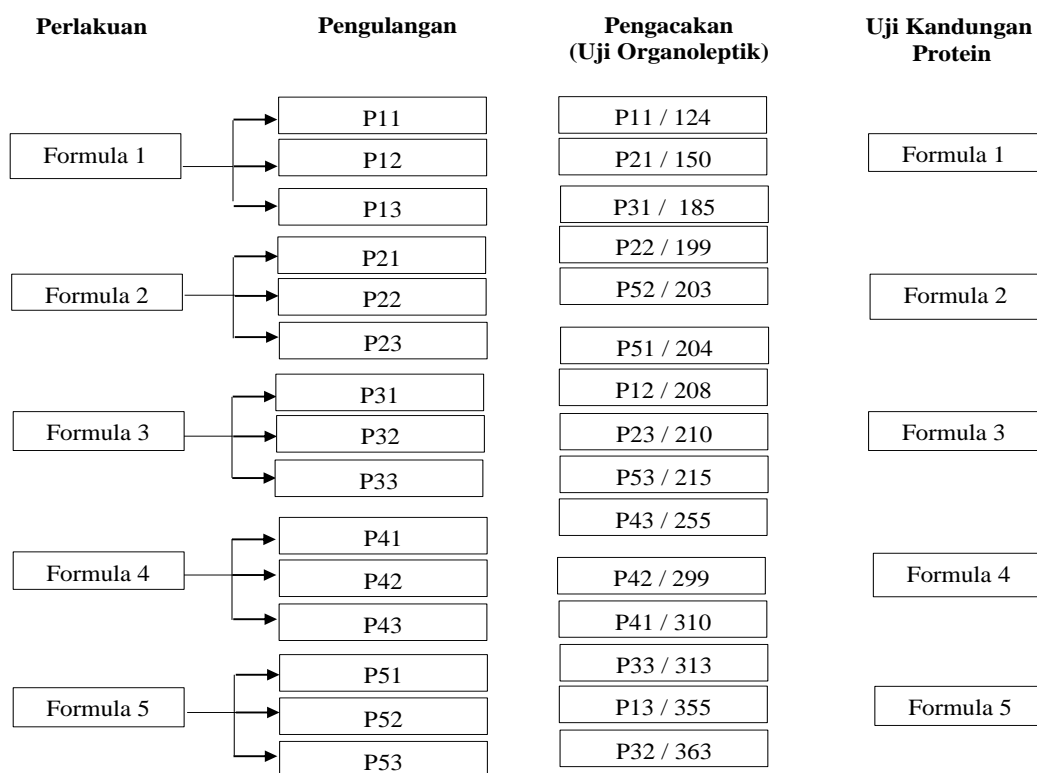 Perlakuan
Pengulangan
Pengacakan
(Uji Organoleptik)
Uji Kandungan
Protein
Formula 1
Formula 2
Formula 3
Formula 4
Formula 5
P11
P12
P13
P21
P22
P23
P31
P32
P33
P41
P42
P43
P51
P52
P53
P11 / 124
P21 / 150
P31 / 185
P22 / 199
P52 / 203
P51 / 204
P12 / 208
P23 / 210
P53 / 215
P43 / 255
P42 / 299
P41 / 310
P33 / 313
P13 / 355
P32 / 363
Formula 1
Formula 2
Formula 3
Formula 4
Formula 5